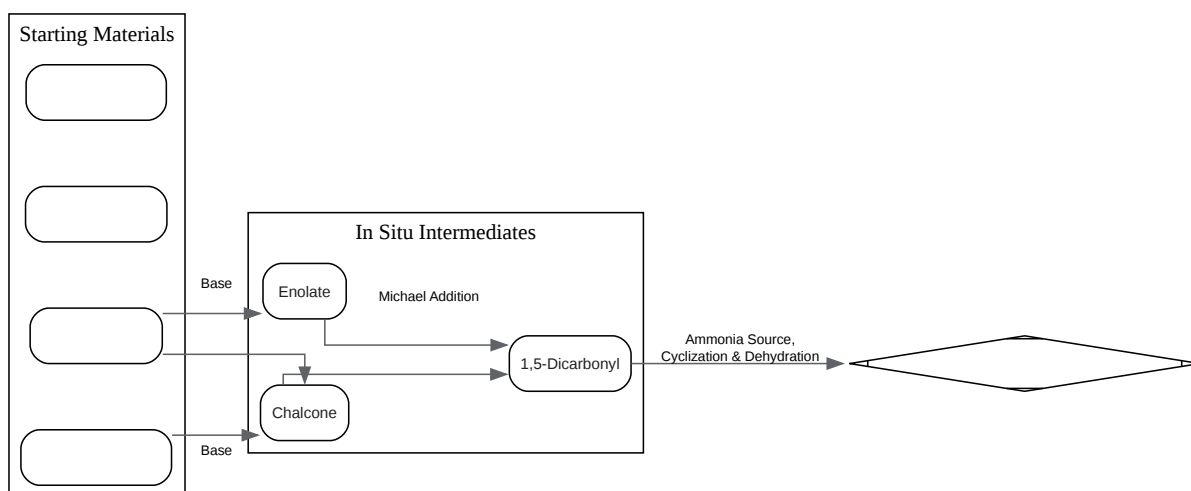 Starting Materials
In Situ Intermediates
Base
Enolate
Michael Addition
1,5-Dicarbonyl
Ammonia Source,
Cyclization & Dehydration
Chalcone
Base